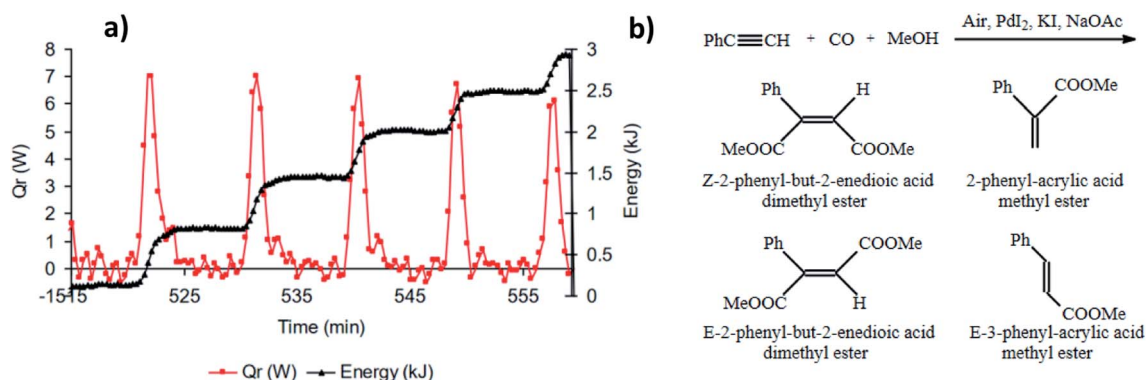 a)
8
7
6
5
4
3
2
1
0
-1
Qr (W)
3
2.5
2
1.5
1
0.5
0
Energy (kJ)
515 525 535 545 555
Time (min)
Qr (W) Energy (kJ)
b)
PhC≡CH + CO + MeOH
Air, PdI2, KI, NaOAc
Ph H
MeOOC COOMe
Z-2-phenyl-but-2-enedioic acid
dimethyl ester
Ph COOMe
2-phenyl-acrylic acid
methyl ester
Ph COOMe
MeOOC H
E-2-phenyl-but-2-enedioic acid
dimethyl ester
Ph
COOMe
E-3-phenyl-acrylic acid
methyl ester